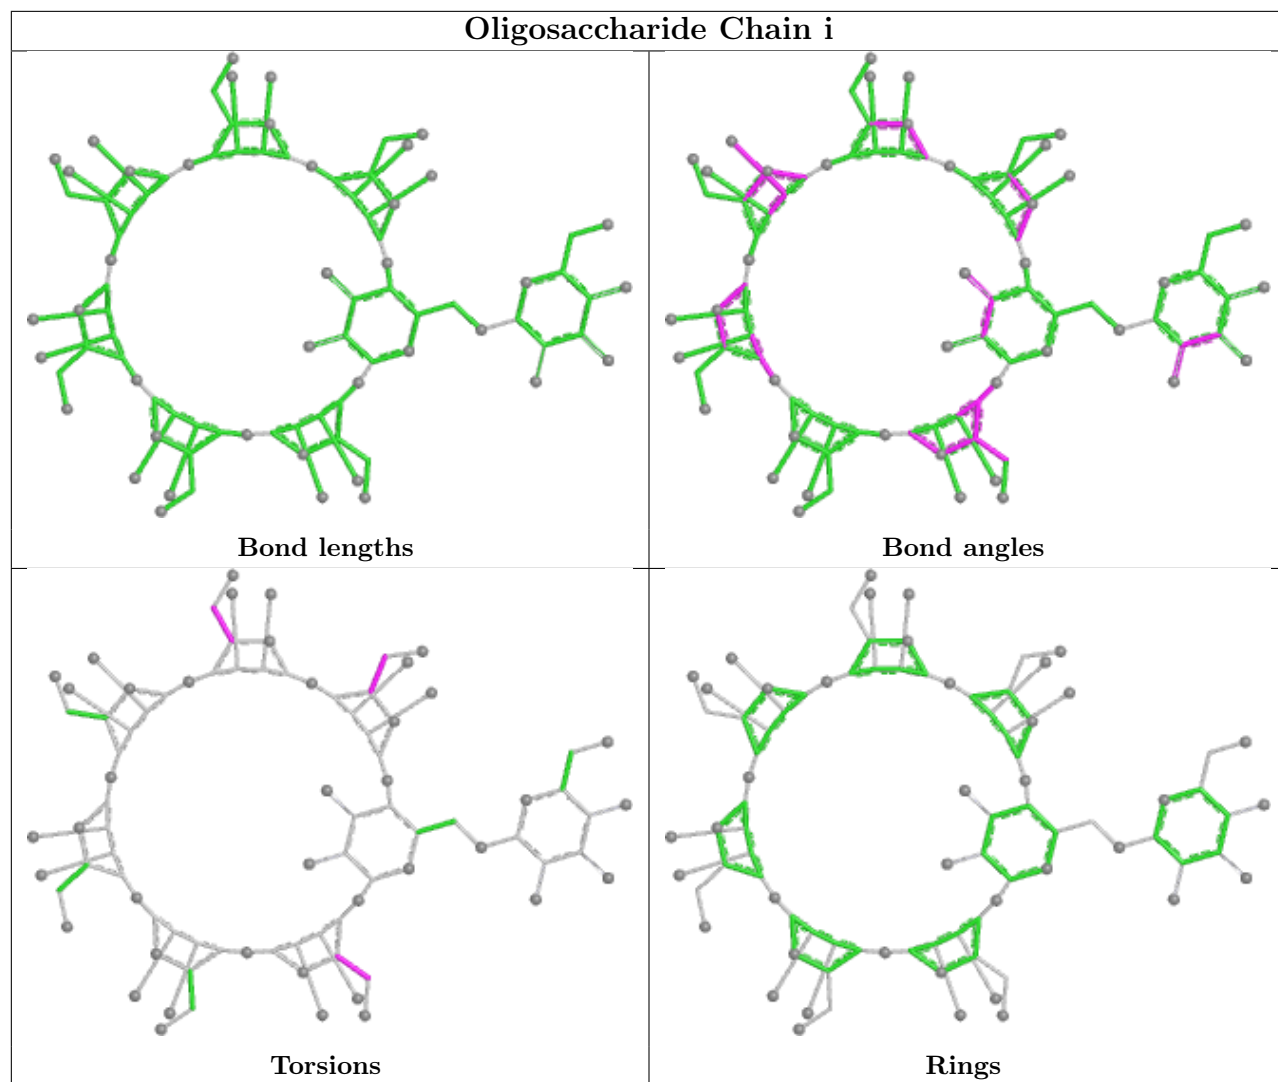 Oligosaccharide Chain i
Bond lengths
Bond angles
Torsions
Rings